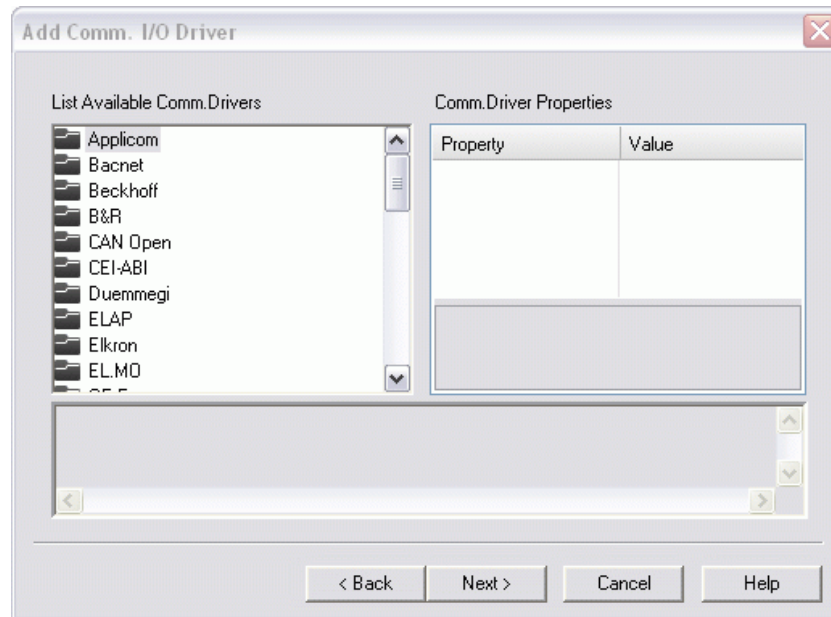 Add Comm. I/O Driver
List Available Comm.Drivers
Applicom
Bacnet
Beckhoff
B&R
CAN Open
CEI-ABI
Duemmegi
ELAP
Elkron
EL.MO
Comm.Driver Properties
Property Value
< Back Next > Cancel Help